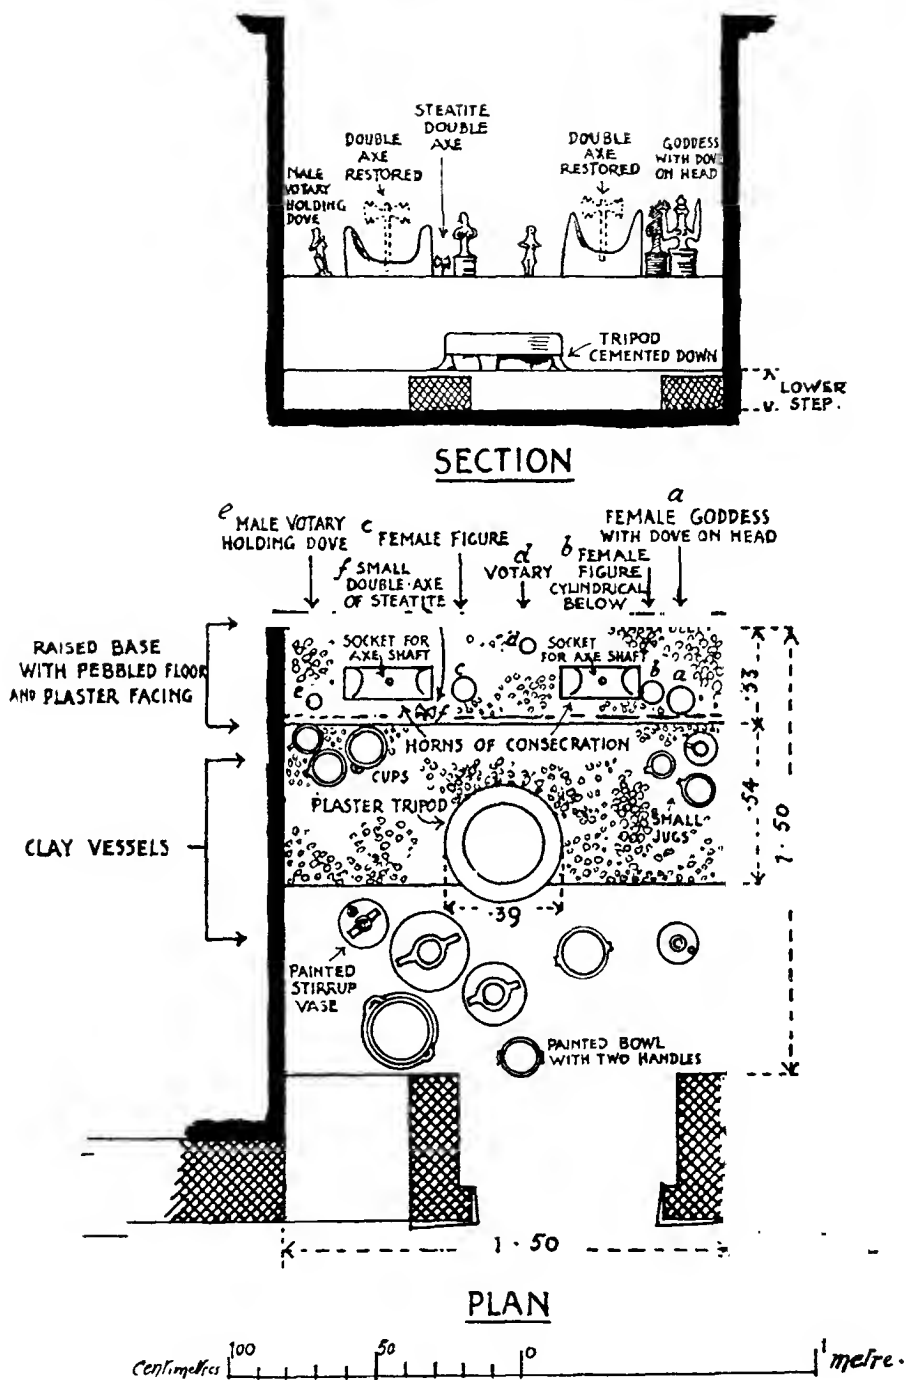 STEATITE
DOUBLE
AXE
DOUBLE
AXE
RESTORED
DOUBLE
AXE
RESTORED
GODDESS
WITH DOVE
ON HEAD
MALE
VOTARY
HOLDING
DOVE
TRIPOD
CEMENTED DOWN
LOWER
STEP.
SECTION
e MALE VOTARY
HOLDING DOVE
c FEMALE FIGURE
f SMALL
DOUBLE-AXE
OF STEATITE
d
VOTARY
b FEMALE
FIGURE
CYLINDRICAL
BELOW
a
FEMALE GODDESS
WITH DOVE ON HEAD
RAISED BASE
WITH PEBBLED FLOOR
AND PLASTER FACING
SOCKET FOR
AXE SHAFT
SOCKET
FOR AXE SHAFT
e
c
d
b
a
f
.33
HORNS OF CONSECRATION
CUPS
PLASTER TRIPOD
SMALL
JUGS
.54
1.50
CLAY VESSELS
.39
PAINTED
STIRRUP
VASE
PAINTED BOWL
WITH TWO HANDLES
1.50
PLAN
Centimetres 100 50 0 1 metre.